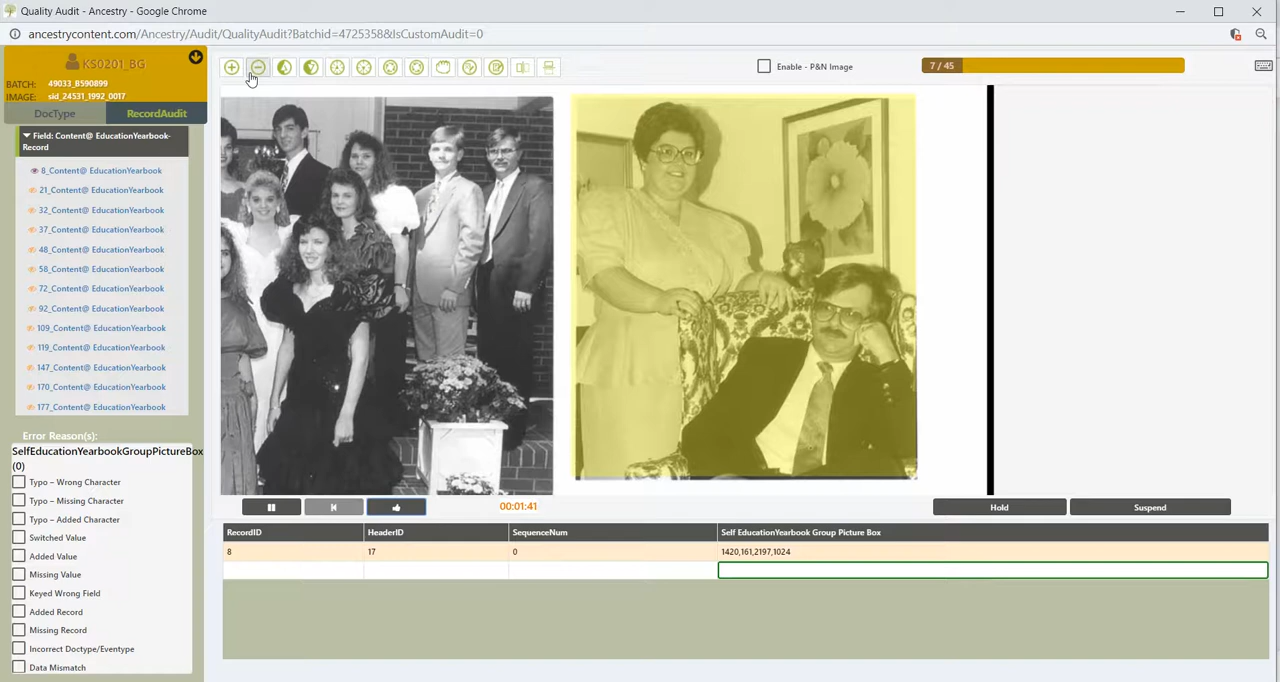 Quality Audit - Ancestry - Google Chrome
ancestrycontent.com/Ancestry/Audit/QualityAudit?Batchid=4725358&IsCustomAudit=0
KS0201_BG
BATCH: 49033_B590899
IMAGE: sid_24531_1992_0017
DocType RecordAudit
Enable - P&N Image
7 / 45
Field: Content@ EducationYearbook-
Record
8_Content@ EducationYearbook
21_Content@ EducationYearbook
32_Content@ EducationYearbook
37_Content@ EducationYearbook
48_Content@ EducationYearbook
58_Content@ EducationYearbook
72_Content@ EducationYearbook
92_Content@ EducationYearbook
109_Content@ EducationYearbook
119_Content@ EducationYearbook
147_Content@ EducationYearbook
170_Content@ EducationYearbook
177_Content@ EducationYearbook
Error Reason(s):
SelfEducationYearbookGroupPictureBox
(0)
Typo – Wrong Character
Typo – Missing Character
Typo – Added Character
Switched Value
Added Value
Missing Value
Keyed Wrong Field
Added Record
Missing Record
Incorrect Doctype/Eventype
Data Mismatch
00:01:41
Hold Suspend
RecordID HeaderID SequenceNum Self EducationYearbook Group Picture Box
8 17 0 1420,161,2197,1024